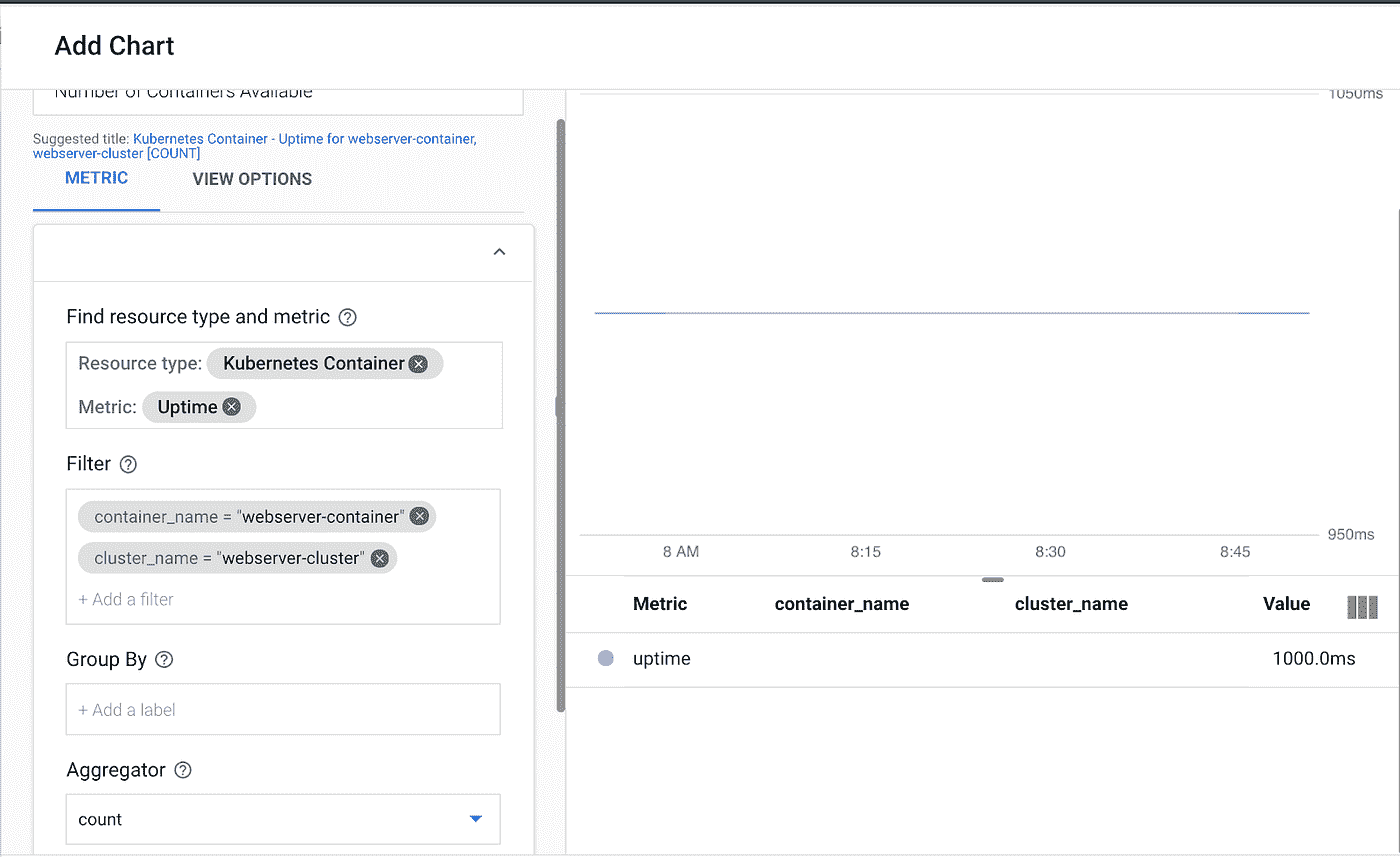 Add Chart
Number of Containers Available
Suggested title: Kubernetes Container - Uptime for webserver-container,
webserver-cluster [COUNT]
METRIC
VIEW OPTIONS
Find resource type and metric ?
Resource type: Kubernetes Container
Metric: Uptime
Filter ?
container_name = "webserver-container"
cluster_name = "webserver-cluster"
+ Add a filter
Group By ?
+ Add a label
Aggregator ?
count
1050ms
950ms
8 AM 8:15 8:30 8:45
Metric container_name cluster_name Value
uptime 1000.0ms